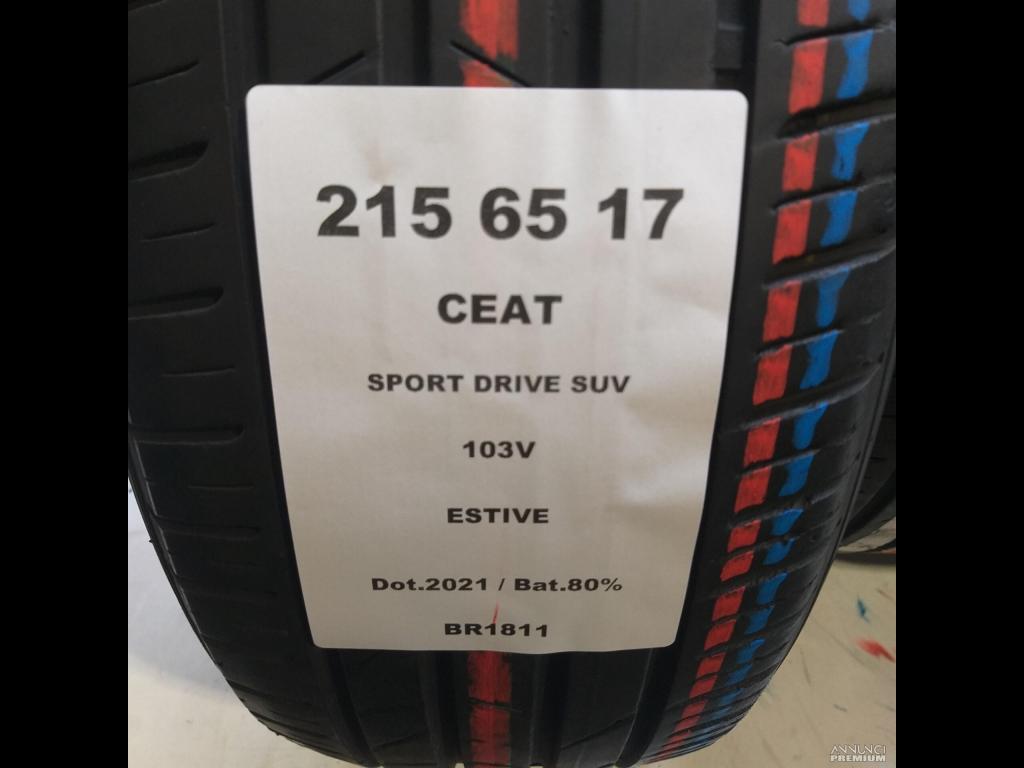 215 65 17
CEAT
SPORT DRIVE SUV
103V
ESTIVE
Dot.2021 / Bat.80%
BR1811
ANNUNCI
PREMIUM